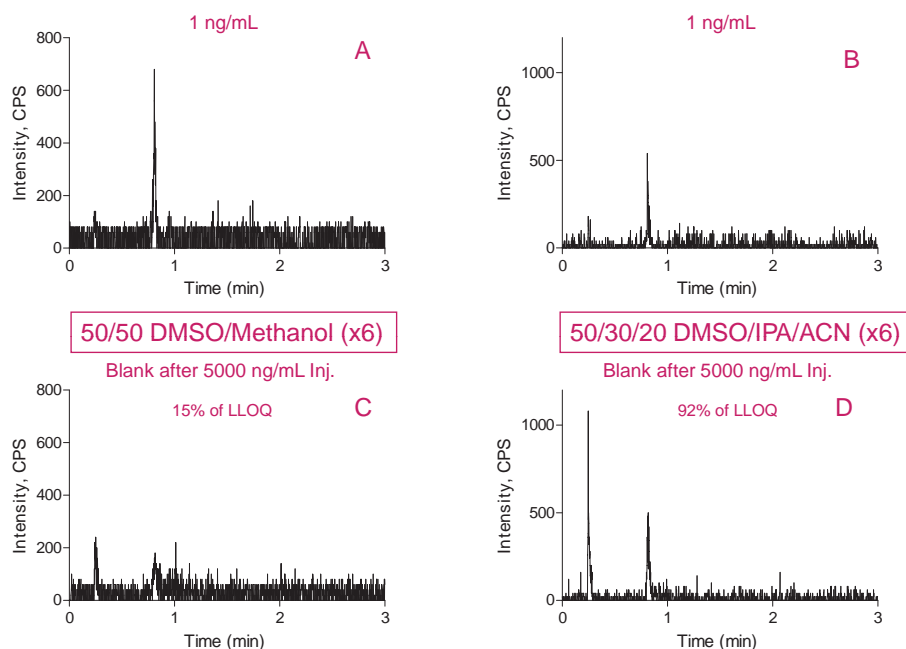 1 ng/mL
A
800
600
400
200
0
Intensity, CPS
0 1 2 3
Time (min)
1 ng/mL
B
1000
500
0
Intensity, CPS
0 1 2 3
Time (min)
50/50 DMSO/Methanol (x6)
50/30/20 DMSO/IPA/ACN (x6)
Blank after 5000 ng/mL Inj.
15% of LLOQ
C
800
600
400
200
0
Intensity, CPS
0 1 2 3
Time (min)
Blank after 5000 ng/mL Inj.
92% of LLOQ
D
1000
500
0
Intensity, CPS
0 1 2 3
Time (min)